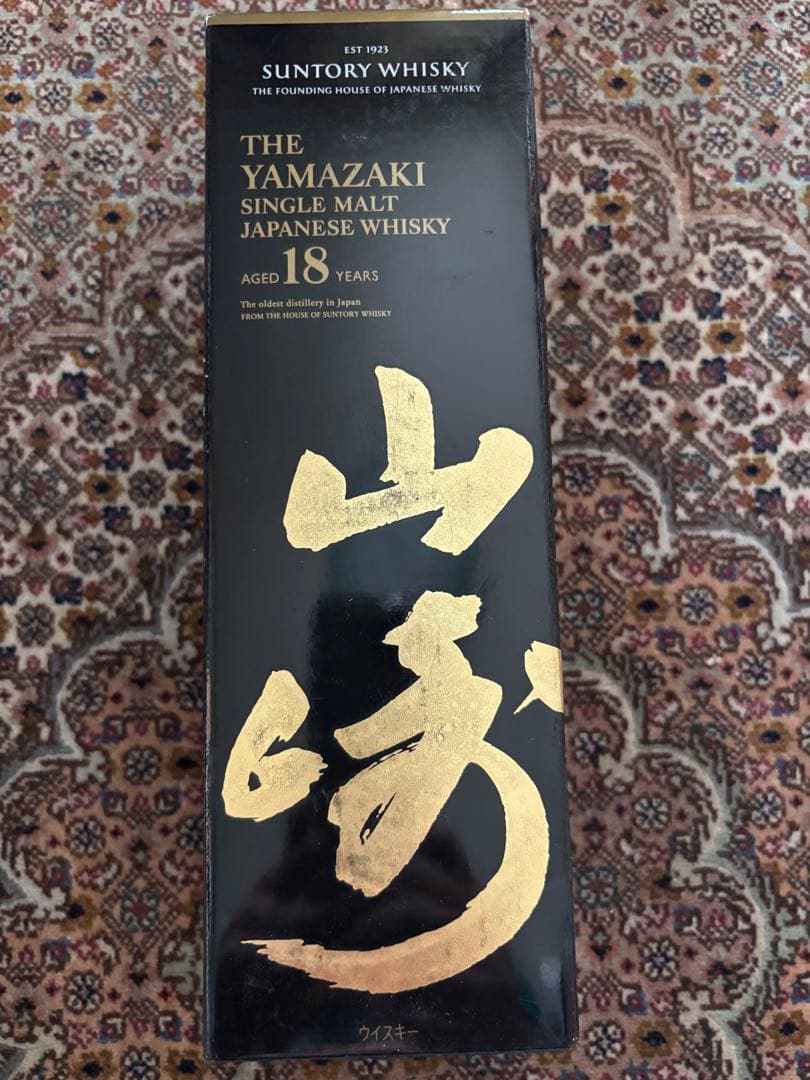 EST 1923
SUNTORY WHISKY
THE FOUNDING HOUSE OF JAPANESE WHISKY
THE
YAMAZAKI
SINGLE MALT
JAPANESE WHISKY
AGED 18 YEARS
The oldest distillery in Japan
FROM THE HOUSE OF SUNTORY WHISKY
山
崎
ウイスキー